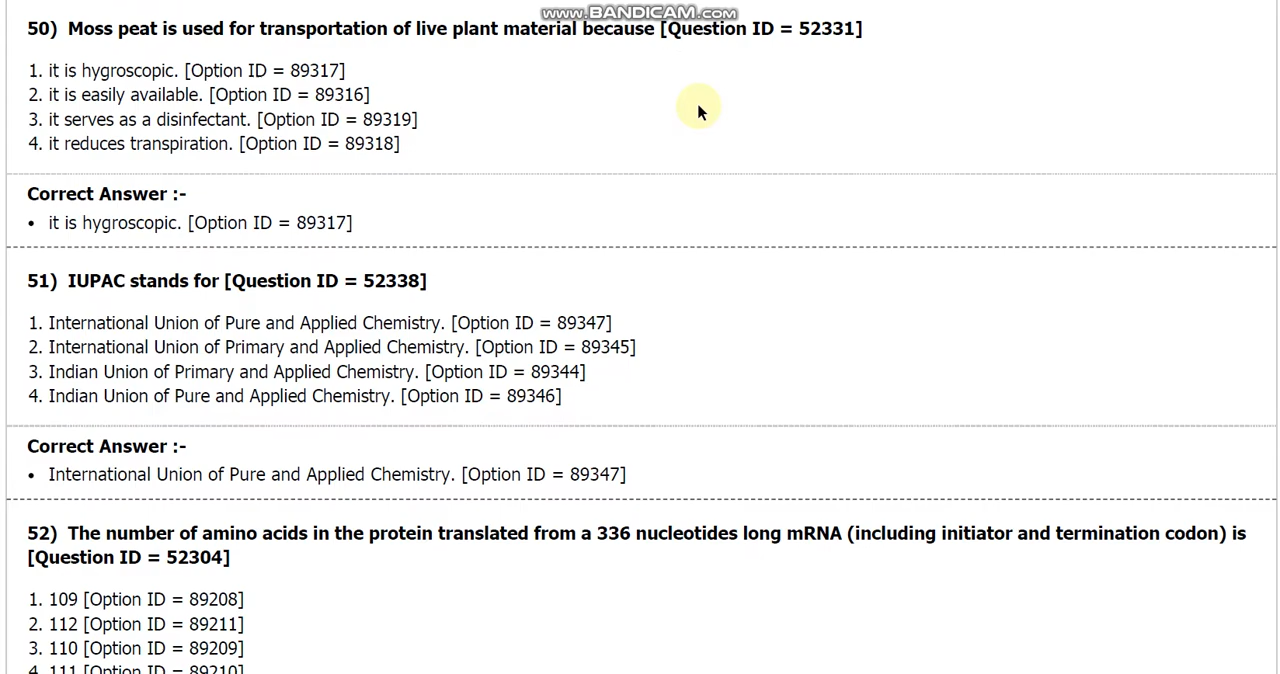 www.BANDICAM.com
50) Moss peat is used for transportation of live plant material because [Question ID = 52331]
1. it is hygroscopic. [Option ID = 89317]
2. it is easily available. [Option ID = 89316]
3. it serves as a disinfectant. [Option ID = 89319]
4. it reduces transpiration. [Option ID = 89318]
Correct Answer :-
• it is hygroscopic. [Option ID = 89317]
51) IUPAC stands for [Question ID = 52338]
1. International Union of Pure and Applied Chemistry. [Option ID = 89347]
2. International Union of Primary and Applied Chemistry. [Option ID = 89345]
3. Indian Union of Primary and Applied Chemistry. [Option ID = 89344]
4. Indian Union of Pure and Applied Chemistry. [Option ID = 89346]
Correct Answer :-
• International Union of Pure and Applied Chemistry. [Option ID = 89347]
52) The number of amino acids in the protein translated from a 336 nucleotides long mRNA (including initiator and termination codon) is
[Question ID = 52304]
1. 109 [Option ID = 89208]
2. 112 [Option ID = 89211]
3. 110 [Option ID = 89209]
4. 111 [Option ID = 89210]